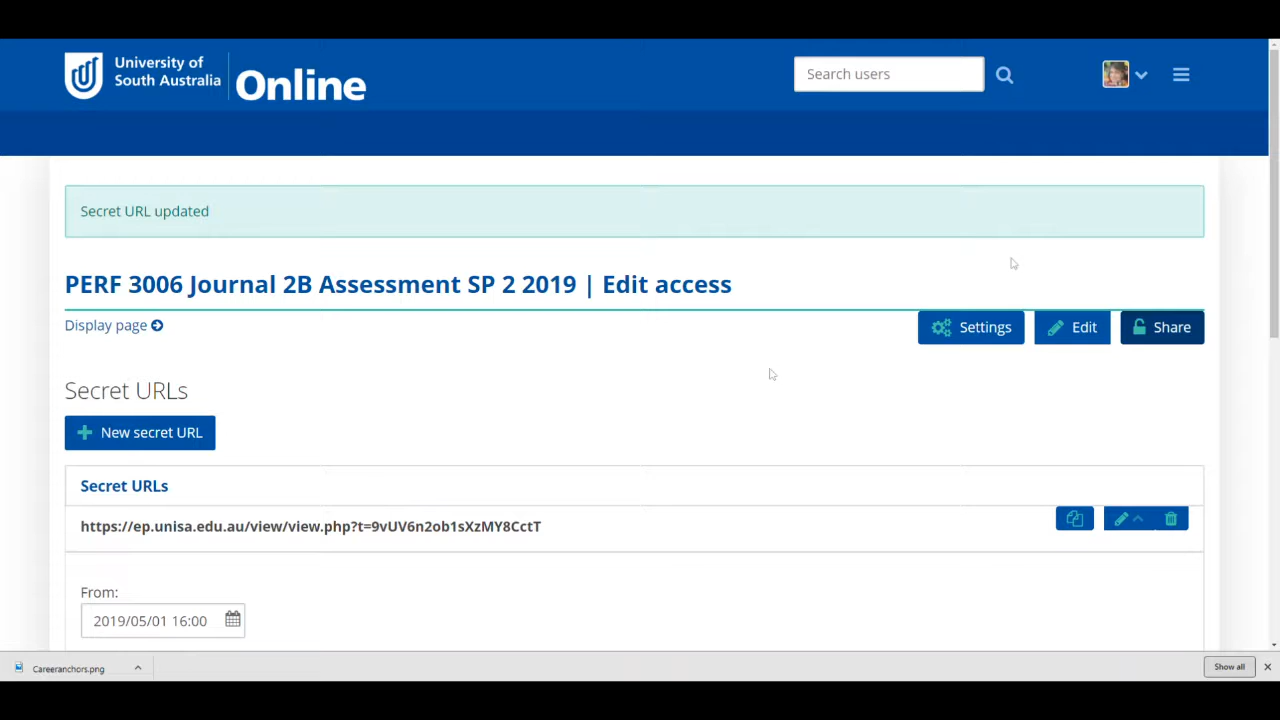 University of
South Australia
Online
Search users
Secret URL updated
PERF 3006 Journal 2B Assessment SP 2 2019 | Edit access
Display page
Settings
Edit
Share
Secret URLs
New secret URL
Secret URLs
https://ep.unisa.edu.au/view/view.php?t=9vUV6n2ob1sXzMY8CctT
From:
2019/05/01 16:00
Careeranchors.png
Show all